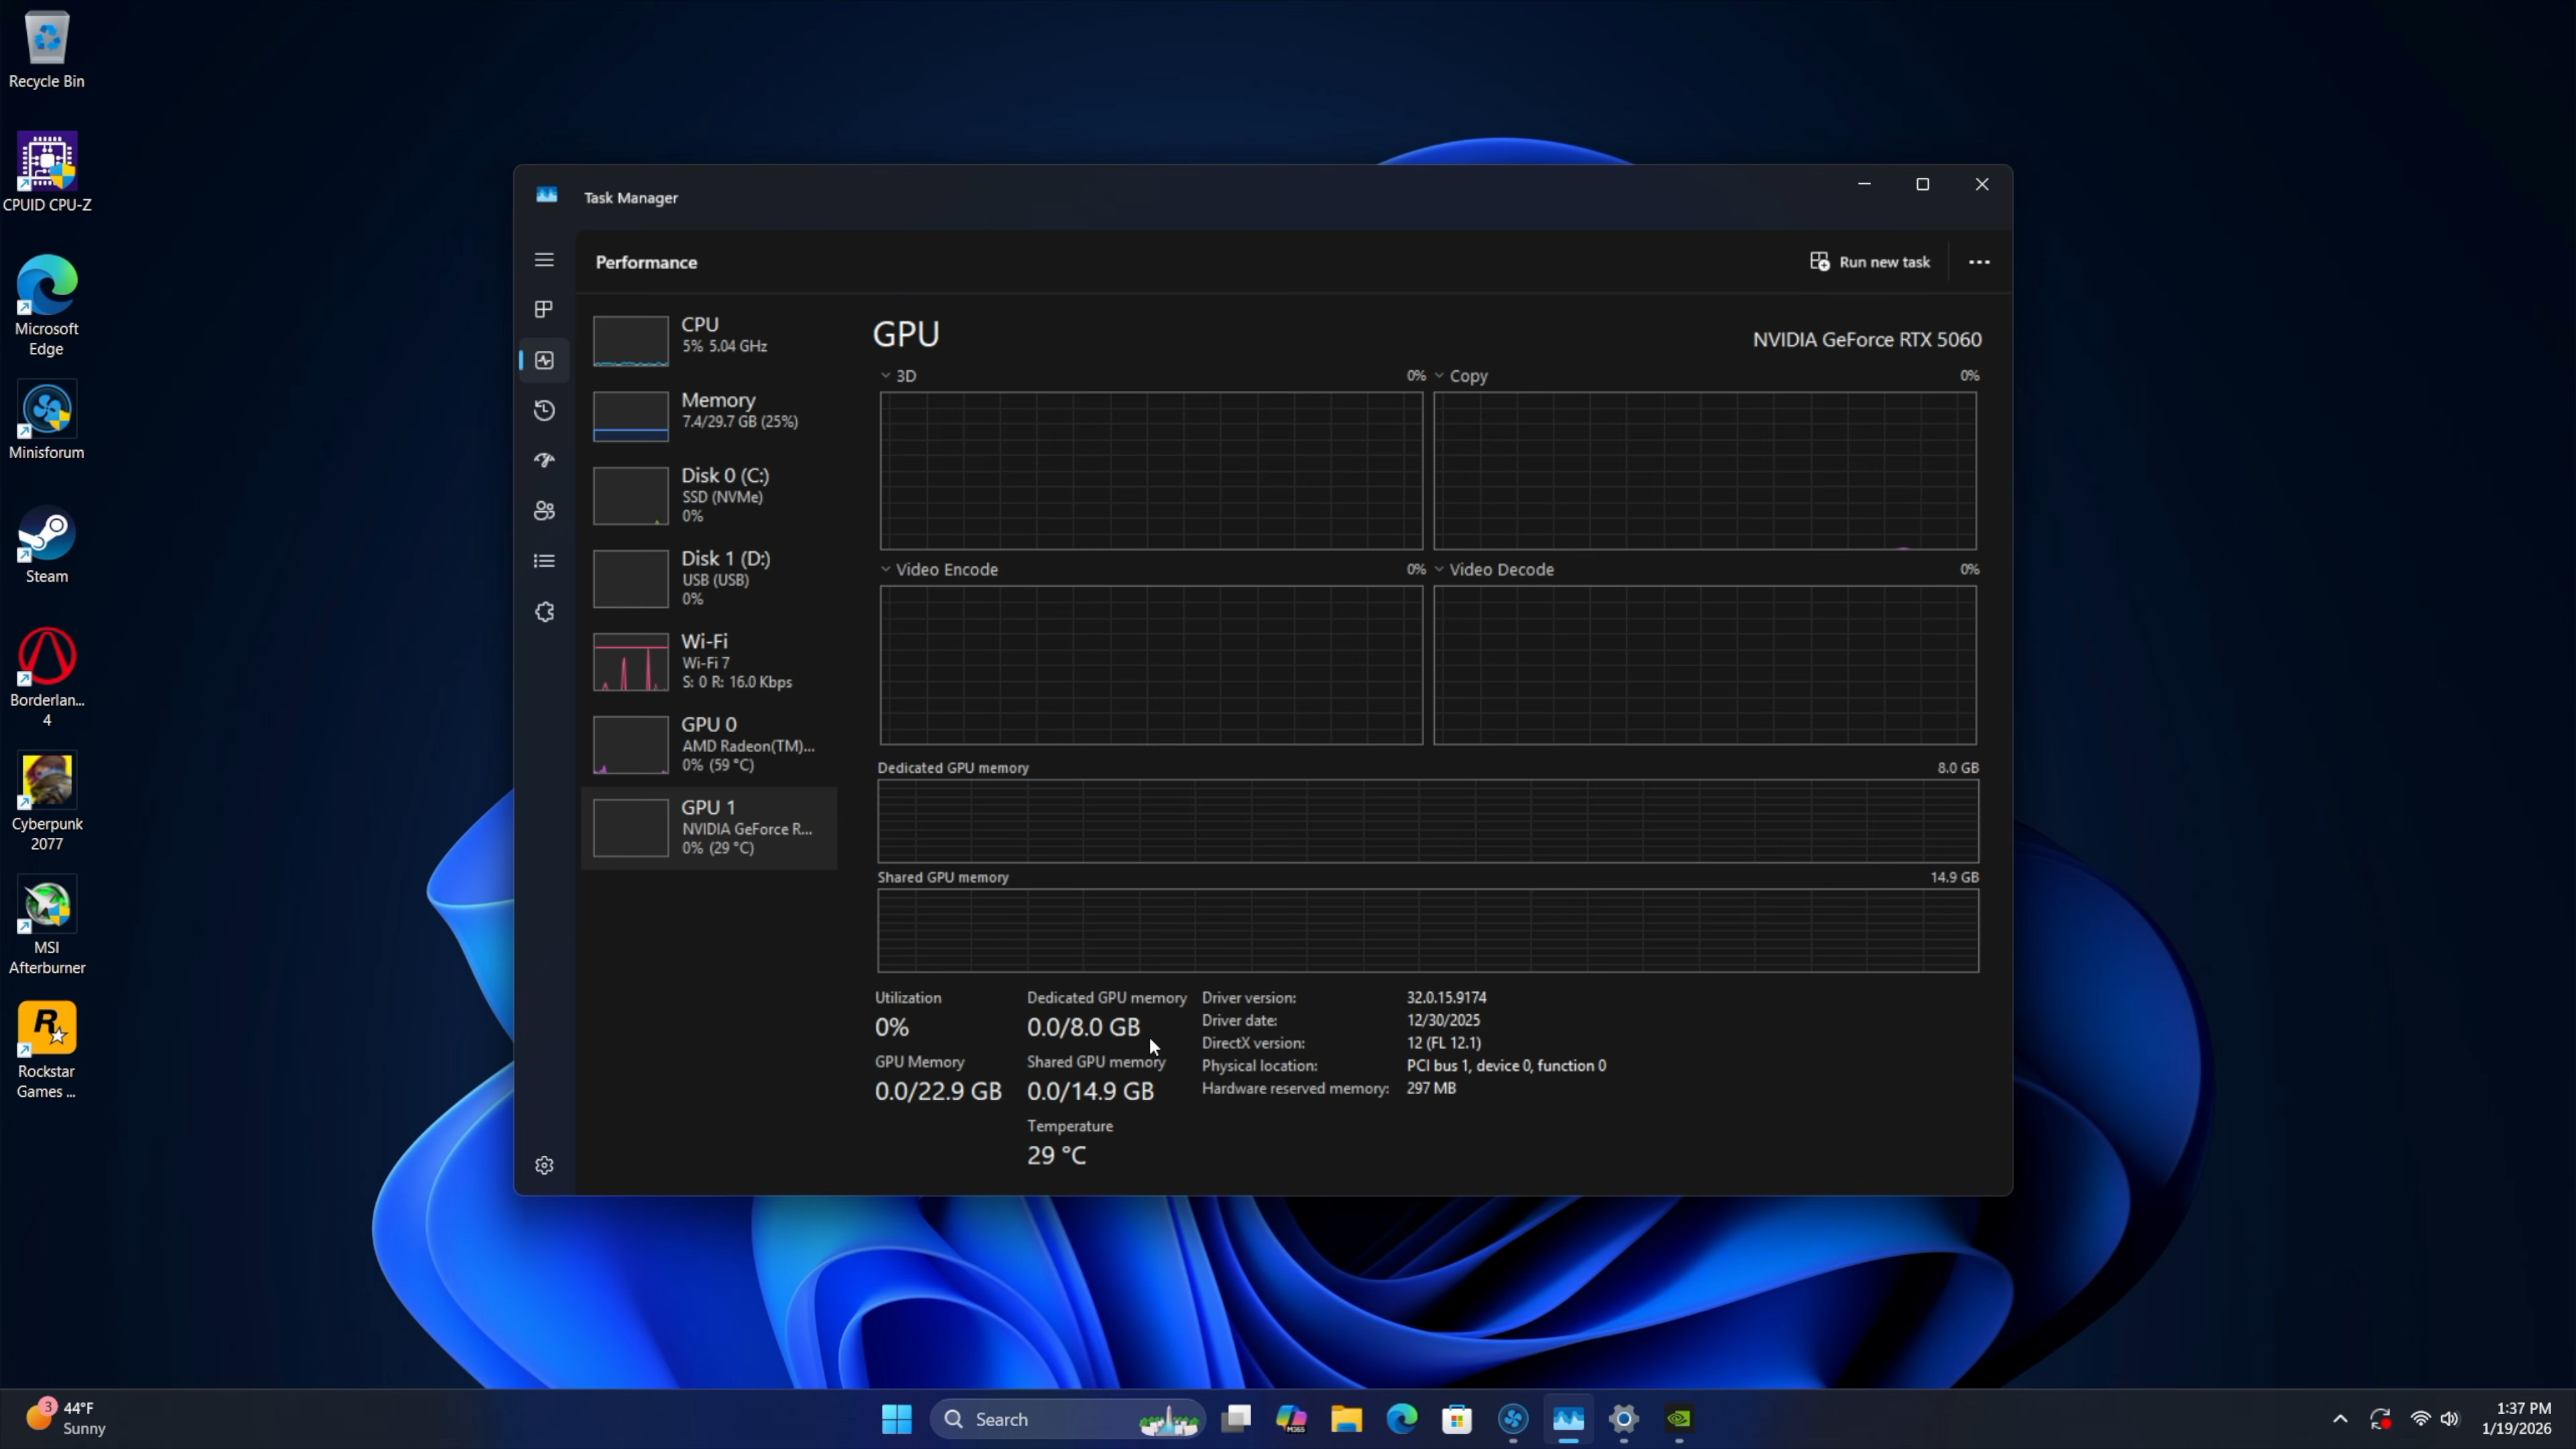 Recycle Bin
CPUID CPU-Z
Microsoft
Edge
Minisforum
Steam
Borderlan...
4
Cyberpunk
2077
MSI
Afterburner
Rockstar
Games ...
Task Manager
Performance
Run new task
CPU
5% 5.04 GHz
Memory
7.4/29.7 GB (25%)
Disk 0 (C:)
SSD (NVMe)
0%
Disk 1 (D:)
USB (USB)
0%
Wi-Fi
Wi-Fi 7
S: 0 R: 16.0 Kbps
GPU 0
AMD Radeon(TM)...
0% (59 °C)
GPU 1
NVIDIA GeForce R...
0% (29 °C)
GPU
NVIDIA GeForce RTX 5060
3D 0%
Copy 0%
Video Encode 0%
Video Decode 0%
Dedicated GPU memory 8.0 GB
Shared GPU memory 14.9 GB
Utilization
0%
Dedicated GPU memory
0.0/8.0 GB
GPU Memory
0.0/22.9 GB
Shared GPU memory
0.0/14.9 GB
Temperature
29 °C
Driver version: 32.0.15.9174
Driver date: 12/30/2025
DirectX version: 12 (FL 12.1)
Physical location: PCI bus 1, device 0, function 0
Hardware reserved memory: 297 MB
3
44°F
Sunny
Search
M365
1:37 PM
1/19/2026